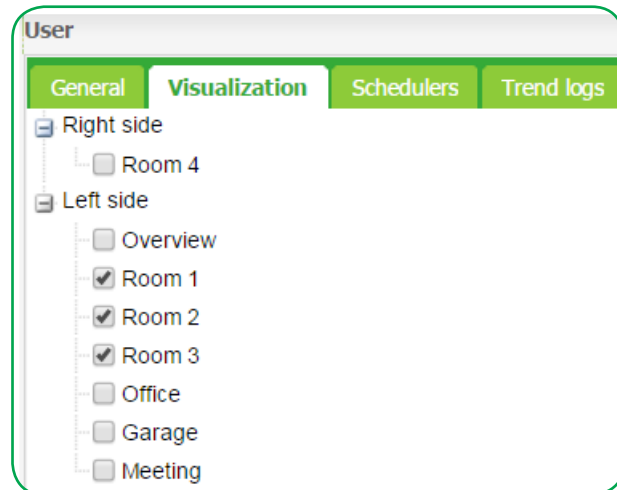 User
General Visualization Schedulers Trend logs
Right side
Room 4
Left side
Overview
Room 1
Room 2
Room 3
Office
Garage
Meeting